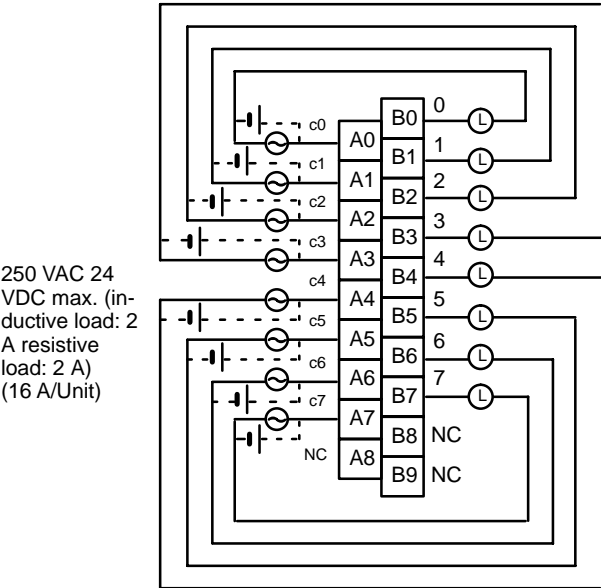 250 VAC 24
VDC max. (in-
ductive load: 2
A resistive
load: 2 A)
(16 A/Unit)
c0
c1
c2
c3
c4
c5
c6
c7
NC
A0
A1
A2
A3
A4
A5
A6
A7
A8
B0
B1
B2
B3
B4
B5
B6
B7
B8
B9
0
1
2
3
4
5
6
7
NC
NC
L
L
L
L
L
L
L
L